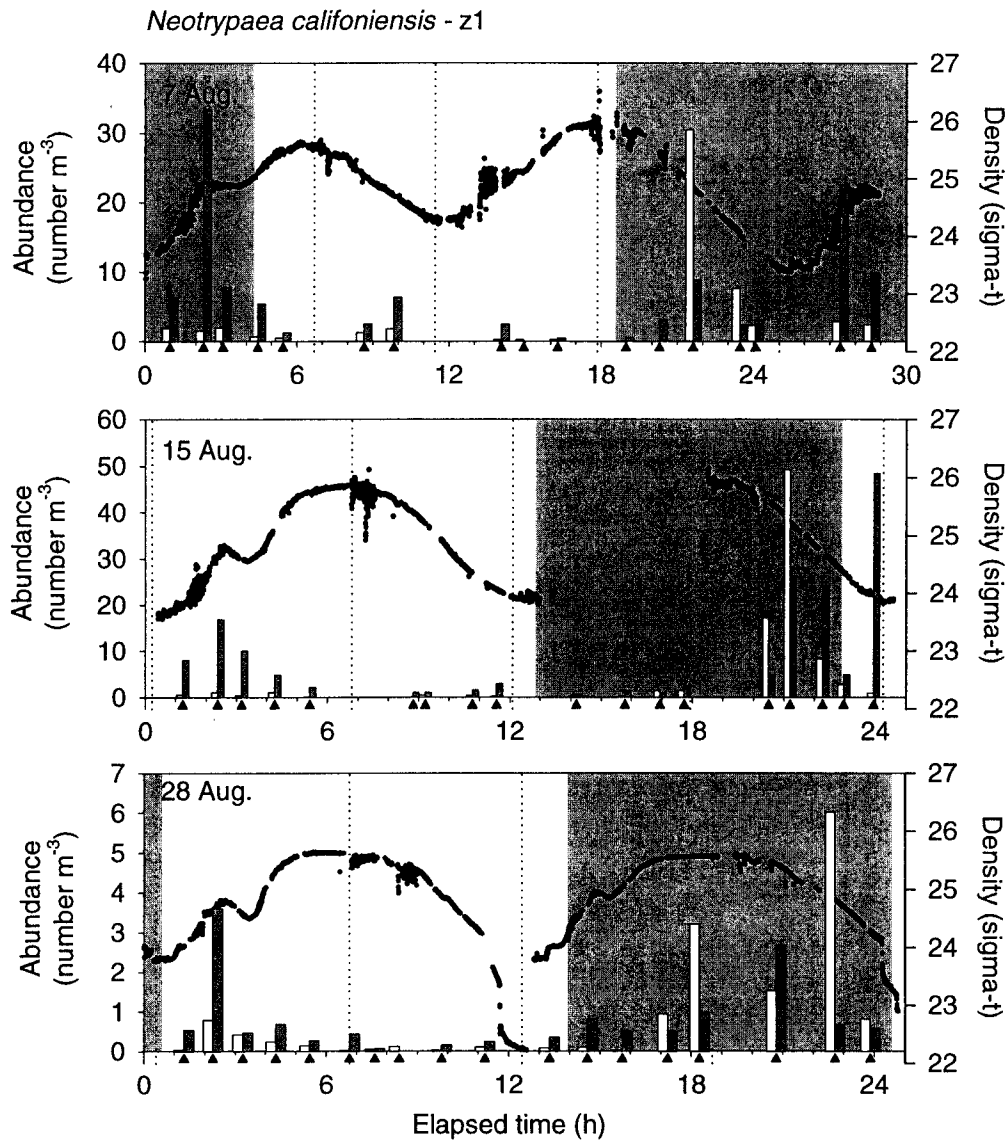 Neotrypaea califoniensis - z1
40
30
20
10
0
Abundance
(number m-3)
7 Aug.
27
26
25
24
23
22
Density (sigma-t)
0 6 12 18 24 30
60
50
40
30
20
10
0
Abundance
(number m-3)
15 Aug.
27
26
25
24
23
22
Density (sigma-t)
0 6 12 18 24
7
6
5
4
3
2
1
0
Abundance
(number m-3)
28 Aug.
27
26
25
24
23
22
Density (sigma-t)
0 6 12 18 24
Elapsed time (h)